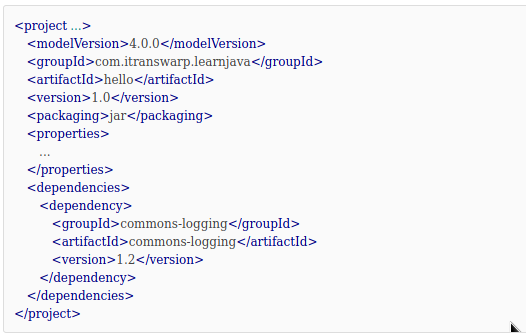 <project ...>
<modelVersion>4.0.0</modelVersion>
<groupId>com.itranswarp.learnjava</groupId>
<artifactId>hello</artifactId>
<version>1.0</version>
<packaging>jar</packaging>
<properties>
...
</properties>
<dependencies>
<dependency>
<groupId>commons-logging</groupId>
<artifactId>commons-logging</artifactId>
<version>1.2</version>
</dependency>
</dependencies>
</project>